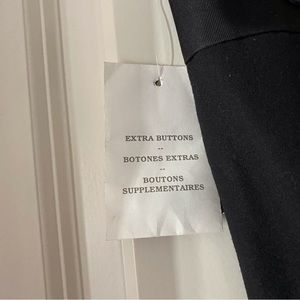 EXTRA BUTTONS
--
BOTONES EXTRAS
--
BOUTONS
SUPPLEMENTAIRES